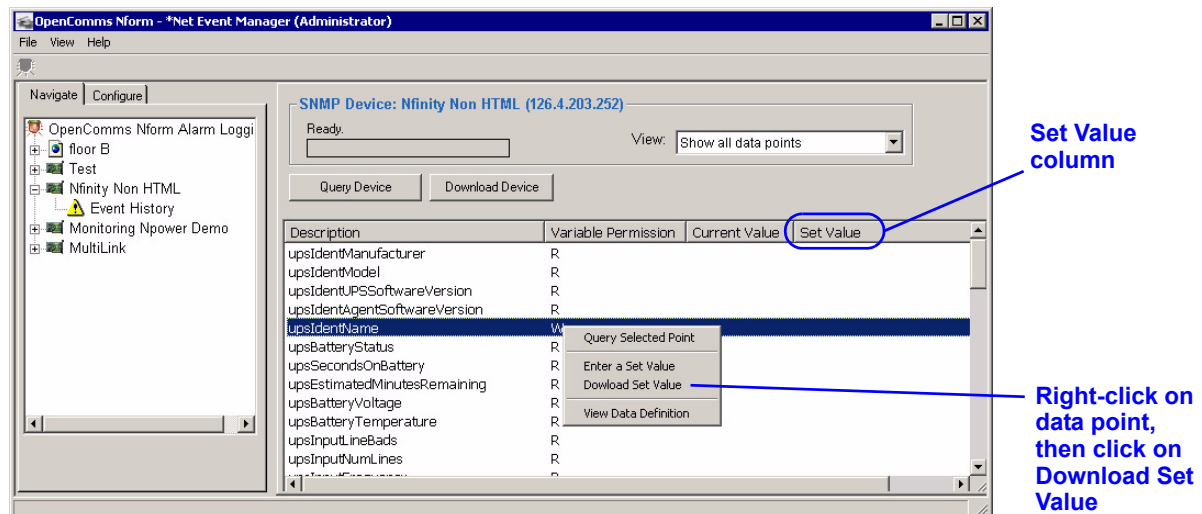 OpenComms Nform - *Net Event Manager (Administrator)
File View Help
Navigate Configure
OpenComms Nform Alarm Loggi
floor B
Test
Nfinity Non HTML
Event History
Monitoring Npower Demo
MultiLink
SNMP Device: Nfinity Non HTML (126.4.203.252)
Ready.
View: Show all data points
Query Device Download Device
Description Variable Permission Current Value Set Value
upsIdentManufacturer R
upsIdentModel R
upsIdentUPSSoftwareVersion R
upsIdentAgentSoftwareVersion R
upsIdentName W
upsBatteryStatus R
upsSecondsOnBattery R
upsEstimatedMinutesRemaining R
upsBatteryVoltage R
upsBatteryTemperature R
upsInputLineBads R
upsInputNumLines R
Query Selected Point
Enter a Set Value
Dowload Set Value
View Data Definition
Set Value
column
Right-click on
data point,
then click on
Download Set
Value